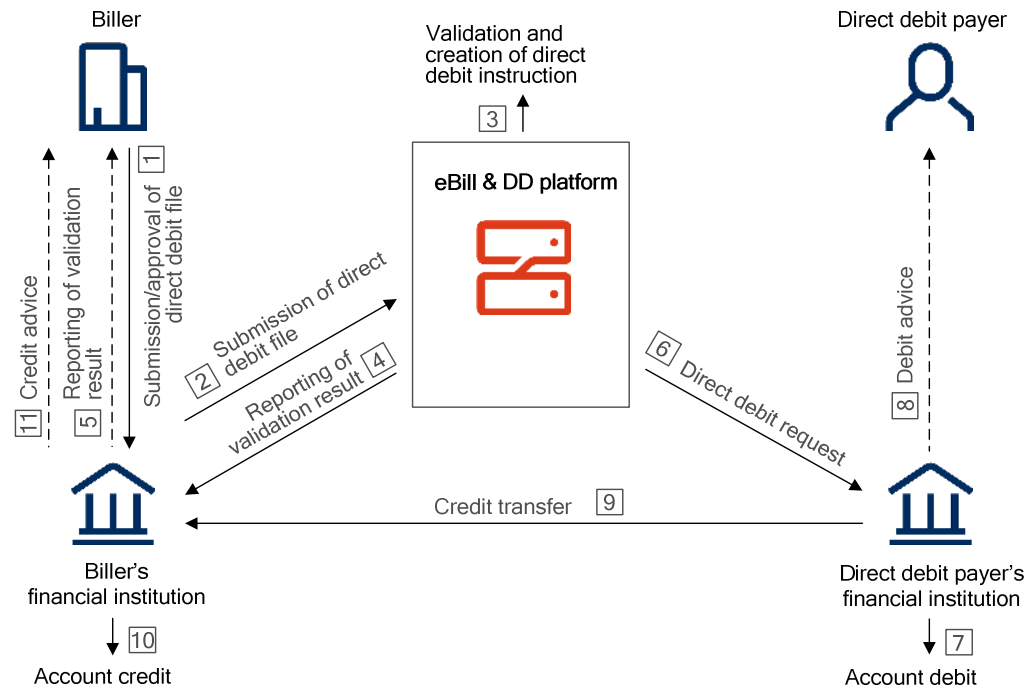 Biller
Direct debit payer
Validation and
creation of direct
debit instruction
3
eBill & DD platform
1
Submission/approval of
direct debit file
5
Reporting of validation
result
11
Credit advice
2
Submission of direct
debit file
4
Reporting of
validation result
6
Direct debit request
8
Debit advice
Credit transfer 9
Biller's
financial institution
10
Account credit
Direct debit payer's
financial institution
7
Account debit